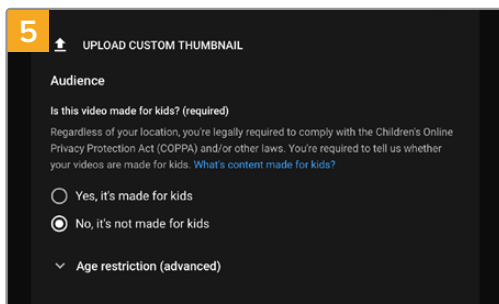 5
UPLOAD CUSTOM THUMBNAIL
Audience
Is this video made for kids? (required)
Regardless of your location, you're legally required to comply with the Children's Online
Privacy Protection Act (COPPA) and/or other laws. You're required to tell us whether
your videos are made for kids. What's content made for kids?
Yes, it's made for kids
No, it's not made for kids
Age restriction (advanced)